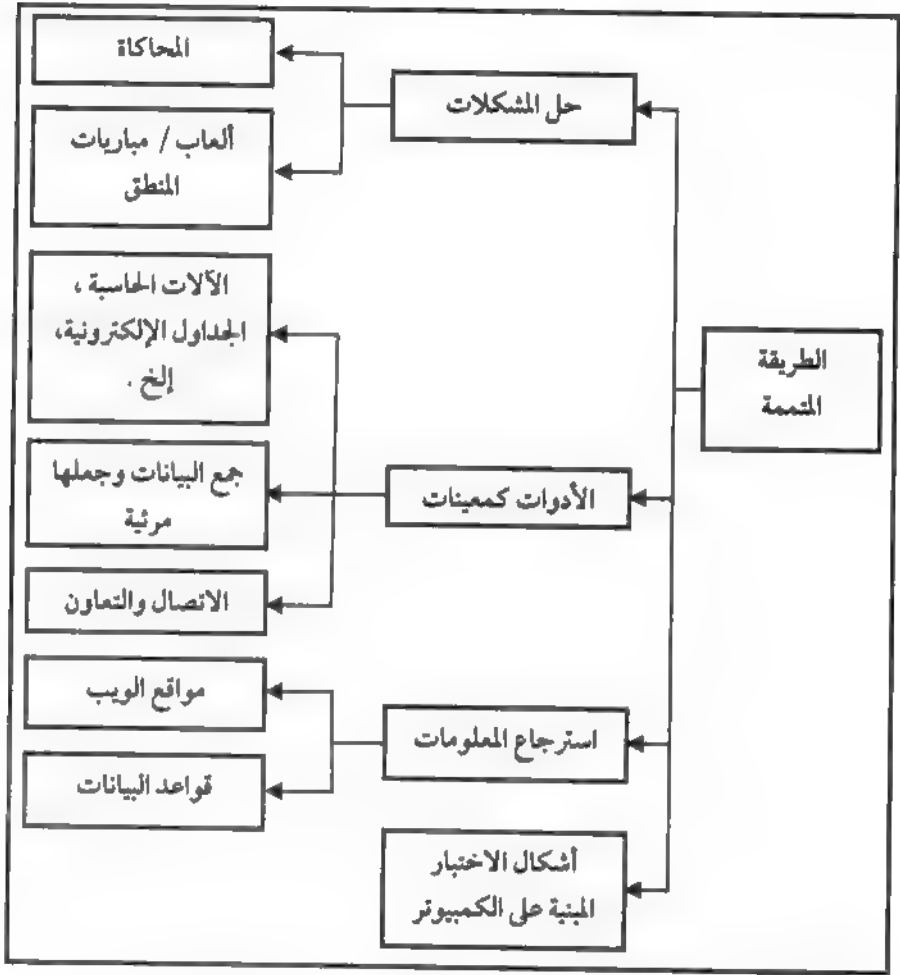 الطريقة
المتممة
حل المشكلات
المحاكاة
ألعاب / مباريات
المنطق
الأدوات كمعينات
الآلات الحاسبة ،
الجداول الإلكترونية،
إلخ .
جمع البيانات وجعلها
مرئية
الاتصال والتعاون
استرجاع المعلومات
مواقع الويب
قواعد البيانات
أشكال الاختبار
المبنية على الكمبيوتر